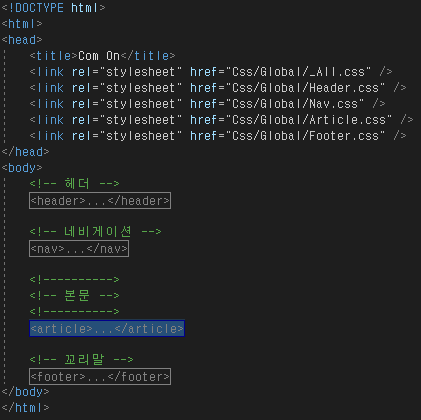 <!DOCTYPE html>
<html>
<head>
<title>Com On</title>
<link rel="stylesheet" href="Css/Global/_All.css" />
<link rel="stylesheet" href="Css/Global/Header.css" />
<link rel="stylesheet" href="Css/Global/Nav.css" />
<link rel="stylesheet" href="Css/Global/Article.css" />
<link rel="stylesheet" href="Css/Global/Footer.css" />
</head>
<body>
<!-- 헤더 -->
<header>...</header>
<!-- 네비게이션 -->
<nav>...</nav>
<!---------->
<!-- 본문 -->
<!---------->
<article>...</article>
<!-- 꼬리말 -->
<footer>...</footer>
</body>
</html>